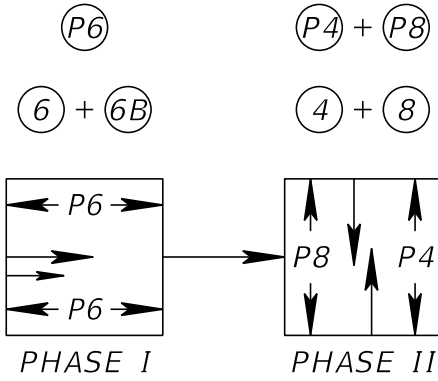 P6 P4 + P8
6 + 6B 4 + 8
P6
P8 P4
P6
PHASE I PHASE II